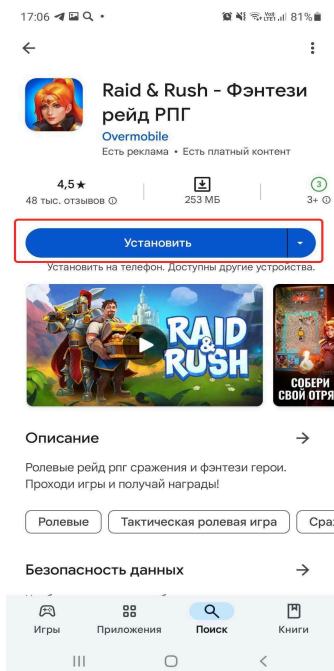 17:06 81%
Raid & Rush - Фэнтези
рейд РПГ
Overmobile
Есть реклама • Есть платный контент
4,5★ 3
48 тыс. отзывов 253 МБ 3+
Установить
Установить на телефон. Доступны другие устройства.
RAID
& RUSH
СОБЕРИ
СВОЙ ОТРЯ
Описание
Ролевые рейд рпг сражения и фэнтези герои.
Проходи игры и получай награды!
Ролевые Тактическая ролевая игра Сра
Безопасность данных
Игры Приложения Поиск Книги